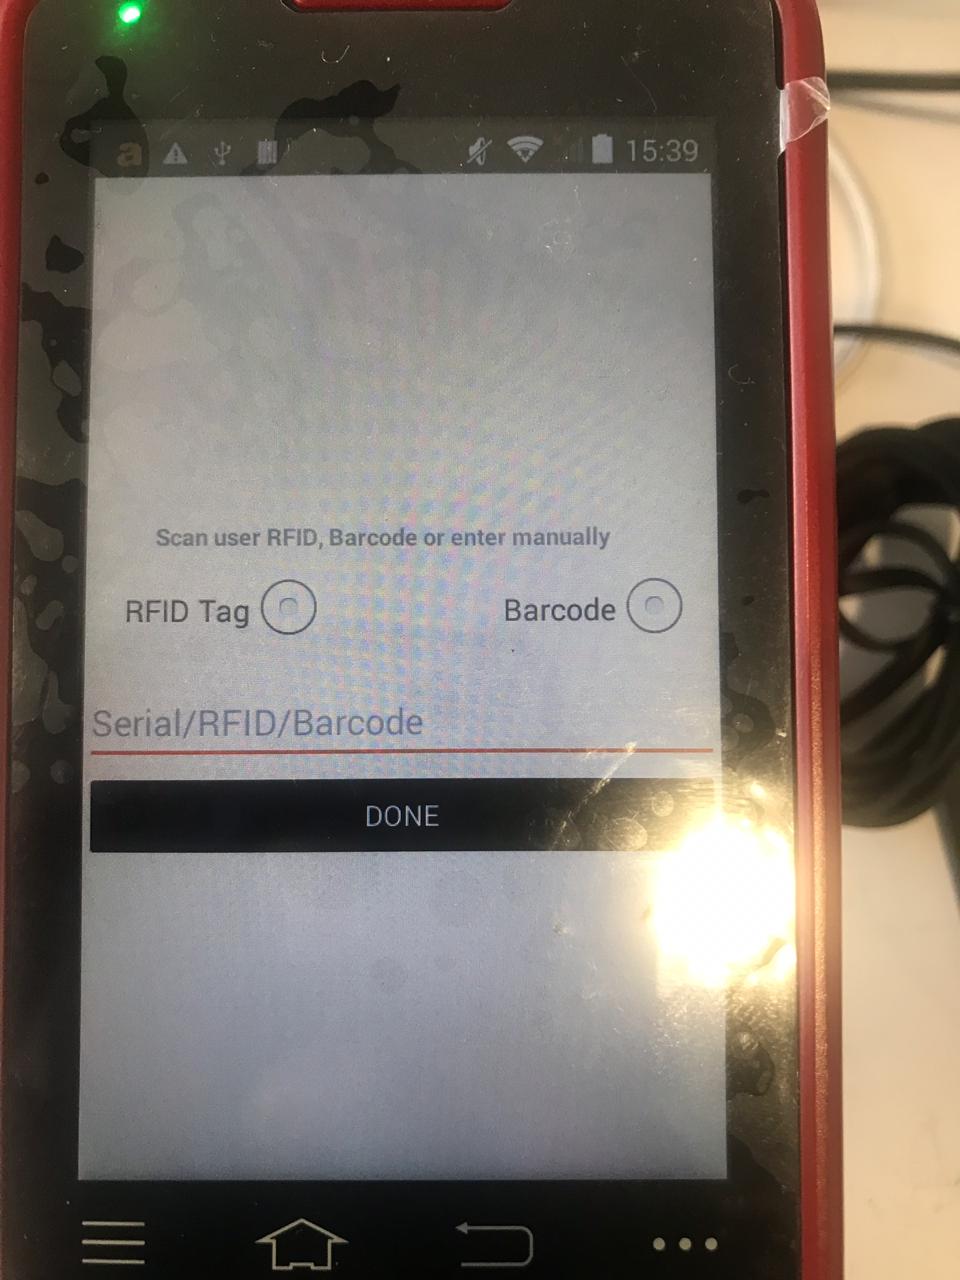 a 15:39
Scan user RFID, Barcode or enter manually
RFID Tag Barcode
Serial/RFID/Barcode
DONE